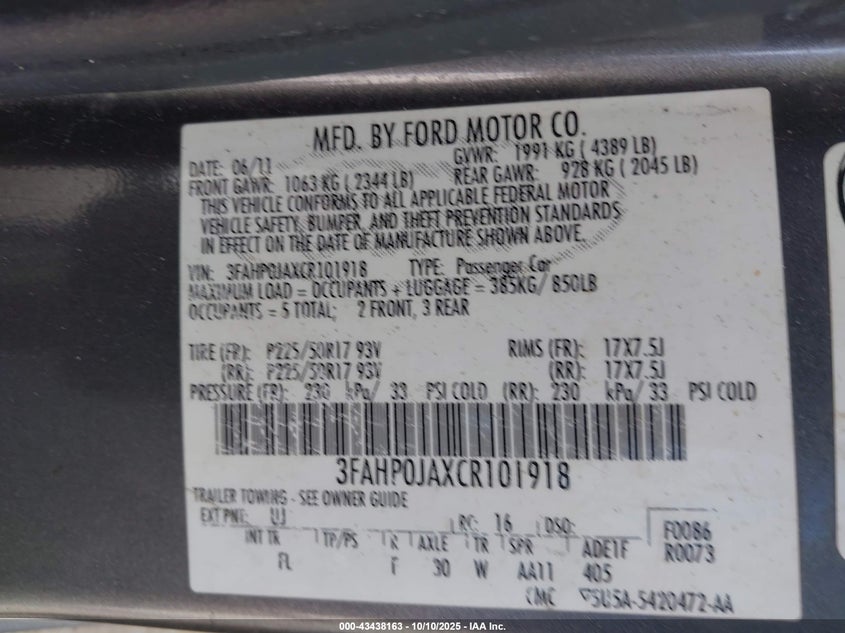 MFD. BY FORD MOTOR CO.
DATE: 06/11 GVWR: 1991 KG ( 4389 LB)
FRONT GAWR: 1063 KG ( 2344 LB) REAR GAWR: 928 KG ( 2045 LB)
THIS VEHICLE CONFORMS TO ALL APPLICABLE FEDERAL MOTOR
VEHICLE SAFETY, BUMPER, AND THEFT PREVENTION STANDARDS
IN EFFECT ON THE DATE OF MANUFACTURE SHOWN ABOVE.
VIN: 3FAHP0JAXCR101918 TYPE: Passenger Car
MAXIMUM LOAD = OCCUPANTS + LUGGAGE = 385KG/ 850LB
OCCUPANTS = 5 TOTAL; 2 FRONT, 3 REAR
TIRE (FR): P225/50R17 93V RIMS (FR): 17X7.5J
(RR): P225/50R17 93V (RR): 17X7.5J
PRESSURE (FR): 230 kPa/ 33 PSI COLD (RR): 230 kPa/ 33 PSI COLD
3FAHP0JAXCR101918
TRAILER TOWING - SEE OWNER GUIDE
EXT PNT: UJ RC: 16 DSO: F0086
INT TR TP/PS R AXLE TR SPR ADE1F R0073
FL F 30 W AA11 405
5U5A-5420472-AA
000-43438163 - 10/10/2025 - IAA Inc.